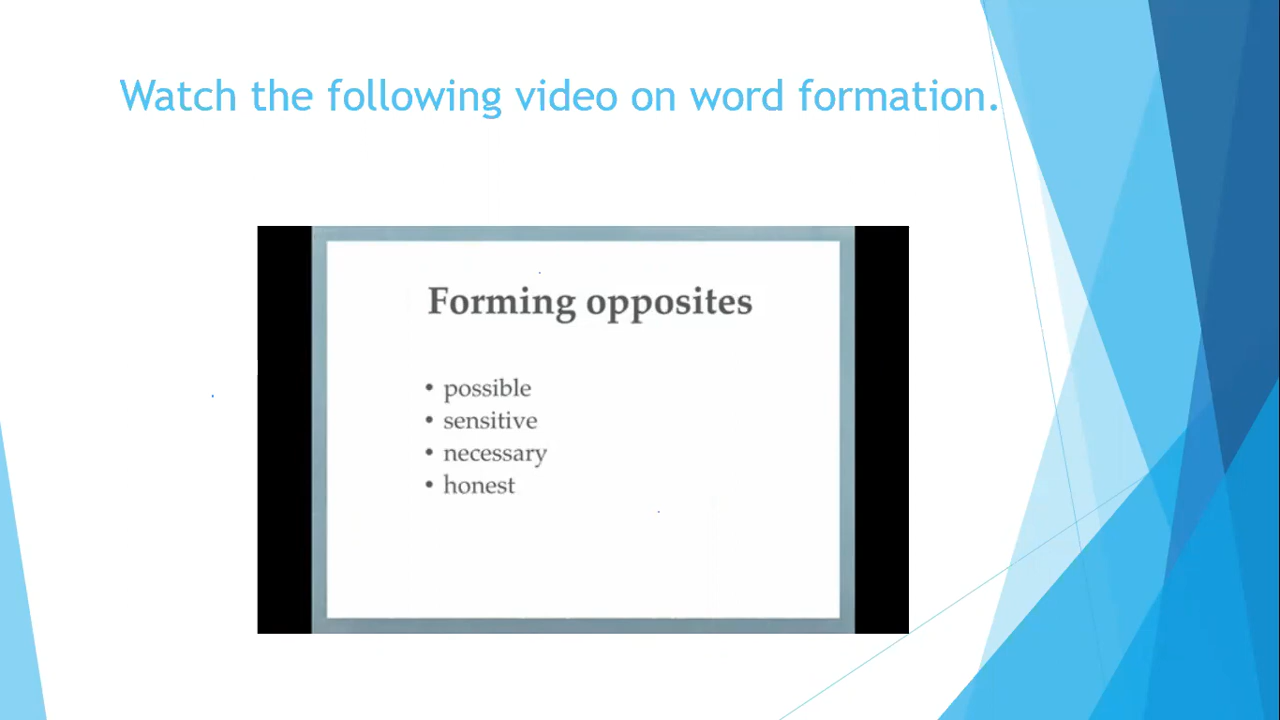 Watch the following video on word formation.
Forming opposites
• possible
• sensitive
• necessary
• honest